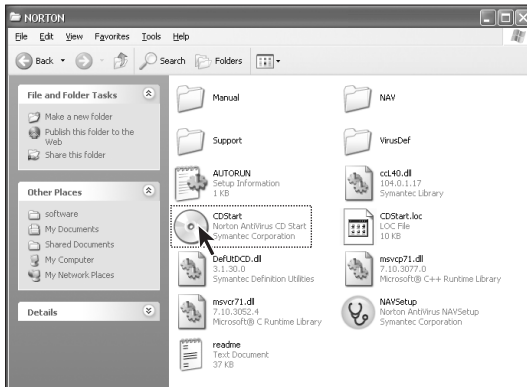 NORTON
File Edit View Favorites Tools Help
Back Search Folders
File and Folder Tasks
Make a new folder
Publish this folder to the
Web
Share this folder
Other Places
software
My Documents
Shared Documents
My Computer
My Network Places
Details
Manual
NAV
Support
VirusDef
AUTORUN
Setup Information
1 KB
ccL40.dll
104.0.1.17
Symantec Library
CDStart
Norton AntiVirus CD Start
Symantec Corporation
CDStart.loc
LOC File
10 KB
DefUtDCD.dll
3.1.30.0
Symantec Definition Utilities
msvcp71.dll
7.10.3077.0
Microsoft® C++ Runtime Library
msvcr71.dll
7.10.3052.4
Microsoft® C Runtime Library
NAVSetup
Norton AntiVirus NAVSetup
Symantec Corporation
readme
Text Document
37 KB